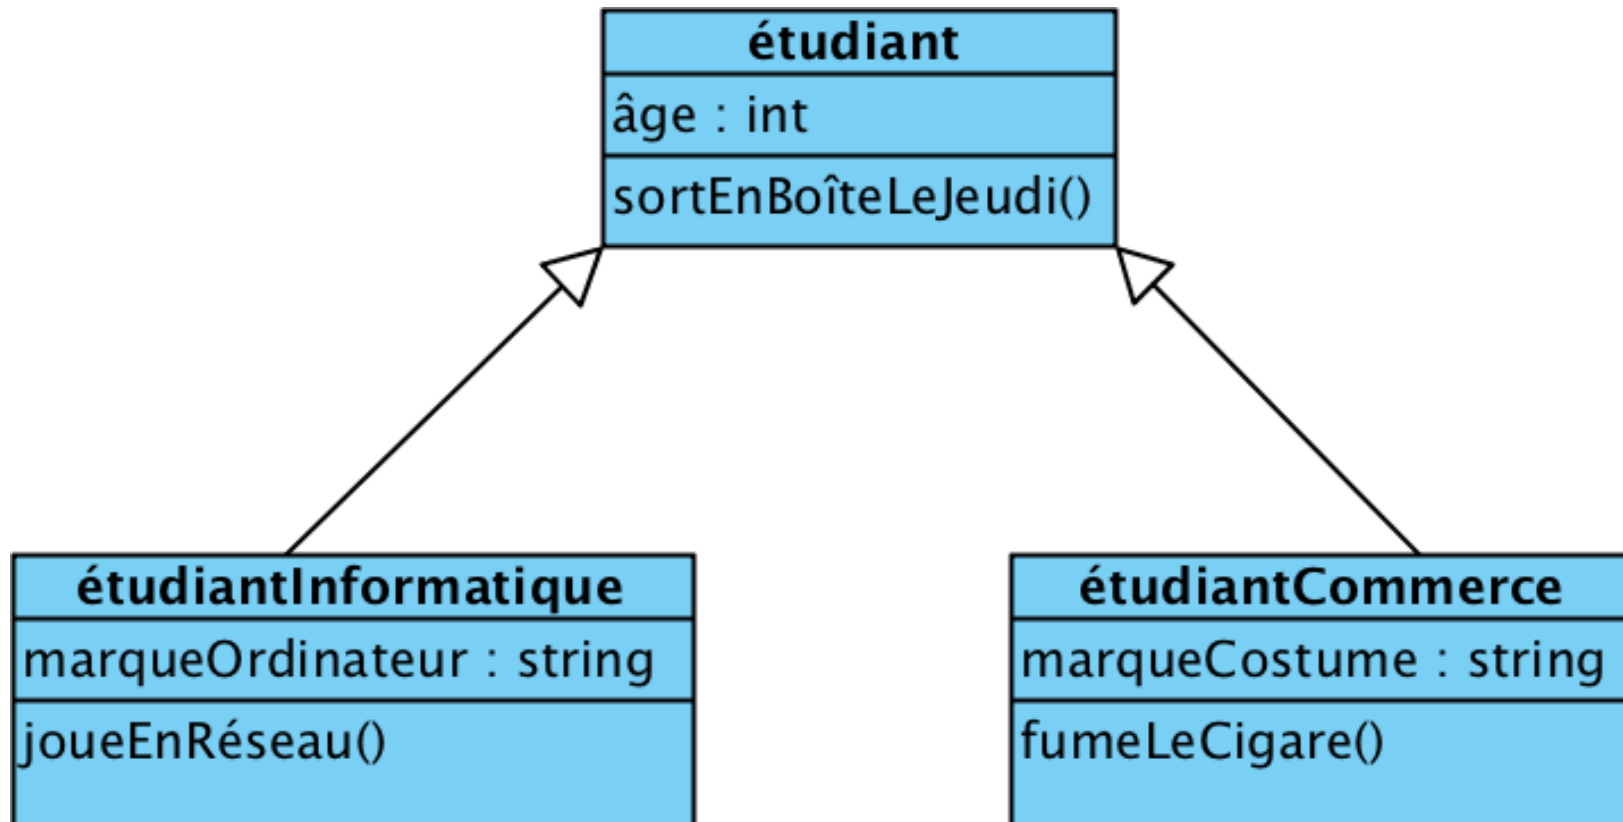 étudiant
âge : int
sortEnBoîteLeJeudi()
étudiantInformatique
marqueOrdinateur : string
joueEnRéseau()
étudiantCommerce
marqueCostume : string
fumeLeCigare()